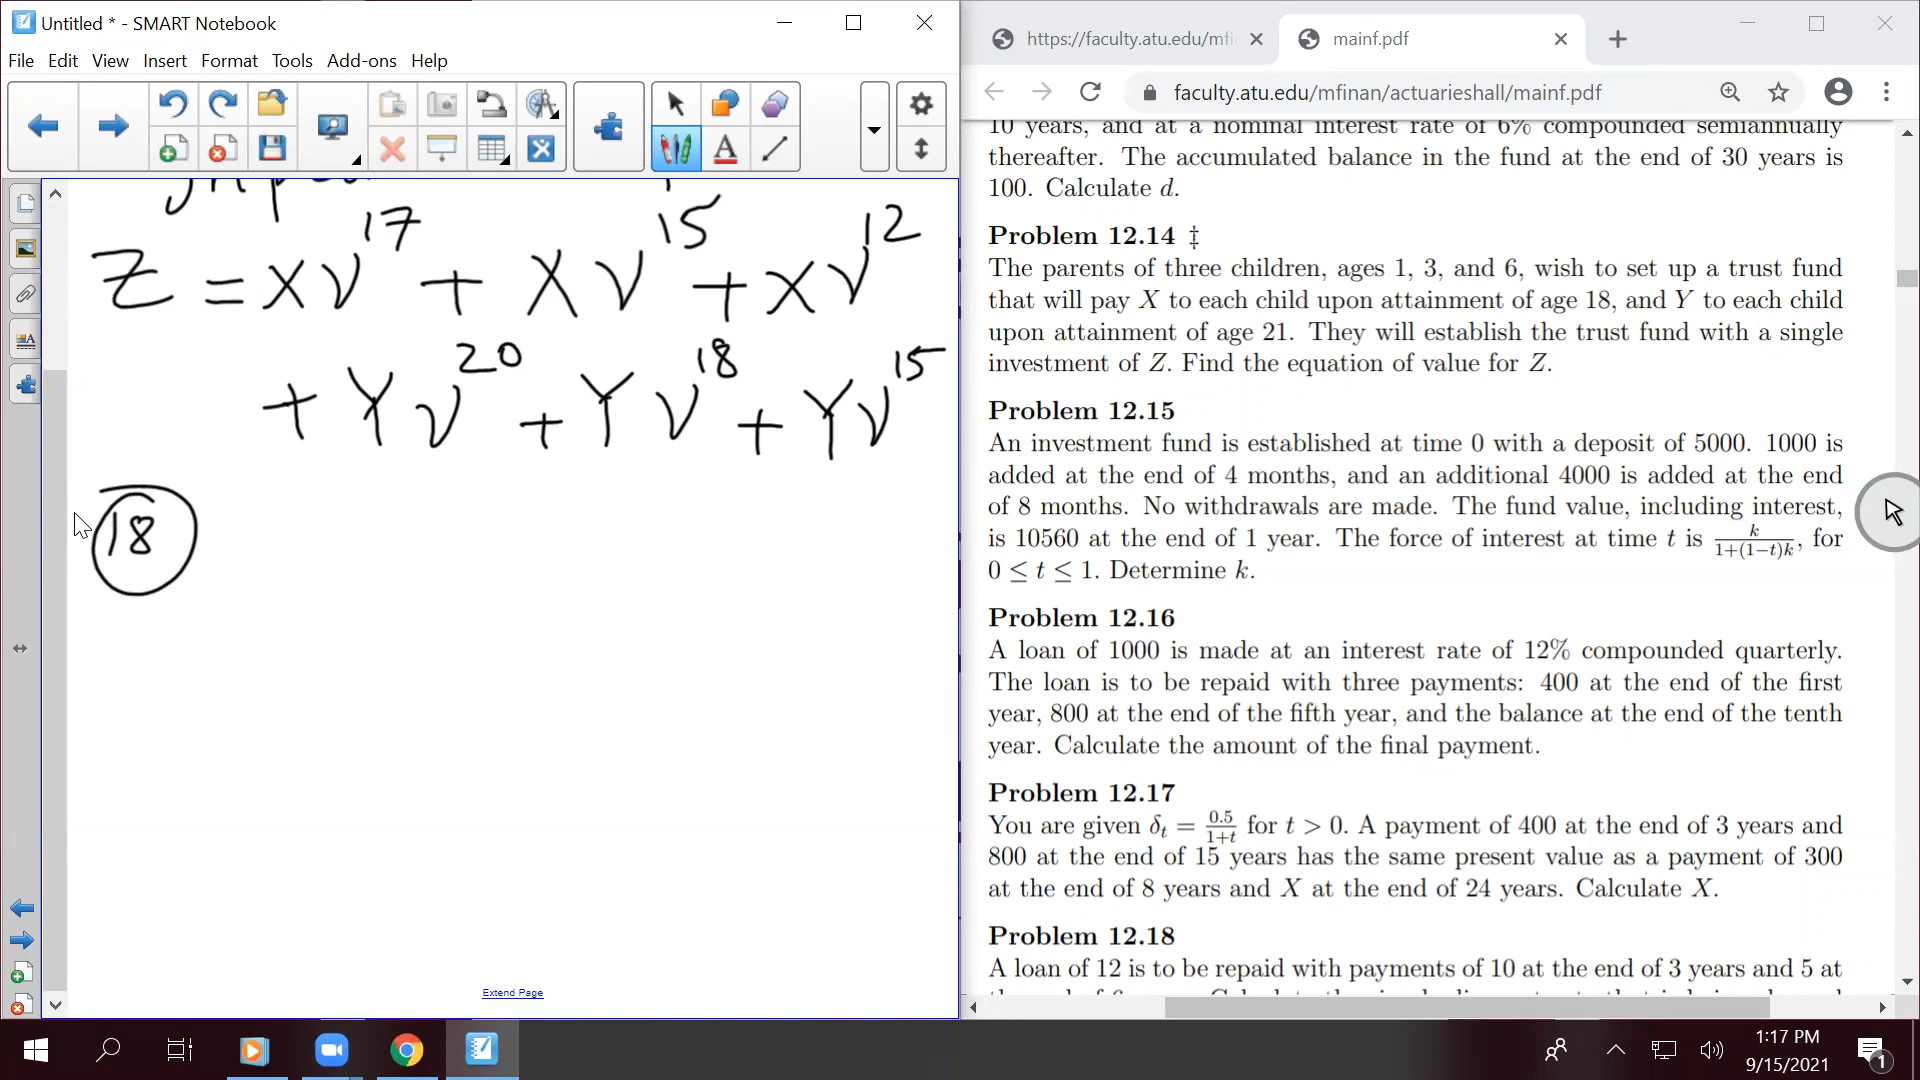 Untitled * - SMART Notebook
File Edit View Insert Format Tools Add-ons Help
17 15 12
Z = XV + XV + XV
20 18 15
+ YV + YV + YV
18
Extend Page
https://faculty.atu.edu/mfi
mainf.pdf
faculty.atu.edu/mfinan/actuarieshall/mainf.pdf
10 years, and at a nominal interest rate of 6% compounded semiannually
thereafter. The accumulated balance in the fund at the end of 30 years is
100. Calculate d.
Problem 12.14 ‡
The parents of three children, ages 1, 3, and 6, wish to set up a trust fund
that will pay X to each child upon attainment of age 18, and Y to each child
upon attainment of age 21. They will establish the trust fund with a single
investment of Z. Find the equation of value for Z.
Problem 12.15
An investment fund is established at time 0 with a deposit of 5000. 1000 is
added at the end of 4 months, and an additional 4000 is added at the end
of 8 months. No withdrawals are made. The fund value, including interest,
is 10560 at the end of 1 year. The force of interest at time t is k/1+(1−t)k, for
0 ≤ t ≤ 1. Determine k.
Problem 12.16
A loan of 1000 is made at an interest rate of 12% compounded quarterly.
The loan is to be repaid with three payments: 400 at the end of the first
year, 800 at the end of the fifth year, and the balance at the end of the tenth
year. Calculate the amount of the final payment.
Problem 12.17
You are given δt = 0.5/1+t for t > 0. A payment of 400 at the end of 3 years and
800 at the end of 15 years has the same present value as a payment of 300
at the end of 8 years and X at the end of 24 years. Calculate X.
Problem 12.18
A loan of 12 is to be repaid with payments of 10 at the end of 3 years and 5 at
1:17 PM
9/15/2021
1